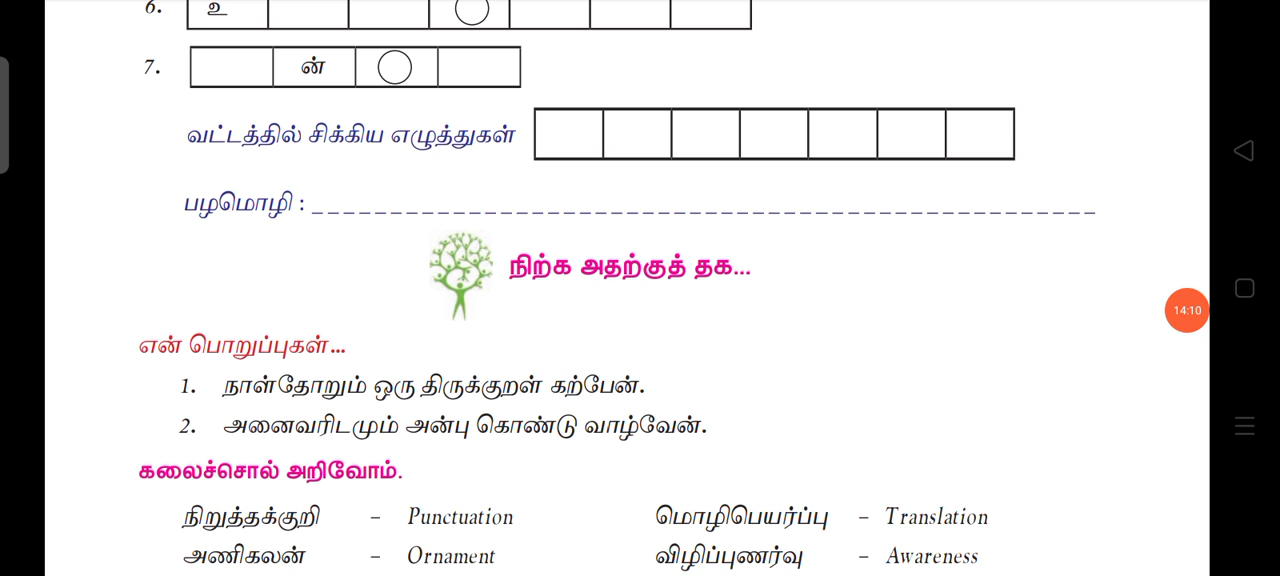 6. உ
7. ன்
வட்டத்தில் சிக்கிய எழுத்துகள்
பழமொழி :
நிற்க அதற்குத் தக...
என் பொறுப்புகள்...
1. நாள்தோறும் ஒரு திருக்குறள் கற்பேன்.
2. அனைவரிடமும் அன்பு கொண்டு வாழ்வேன்.
14:10
கலைச்சொல் அறிவோம்.
நிறுத்தக்குறி – Punctuation மொழிபெயர்ப்பு – Translation
அணிகலன் – Ornament விழிப்புணர்வு – Awareness